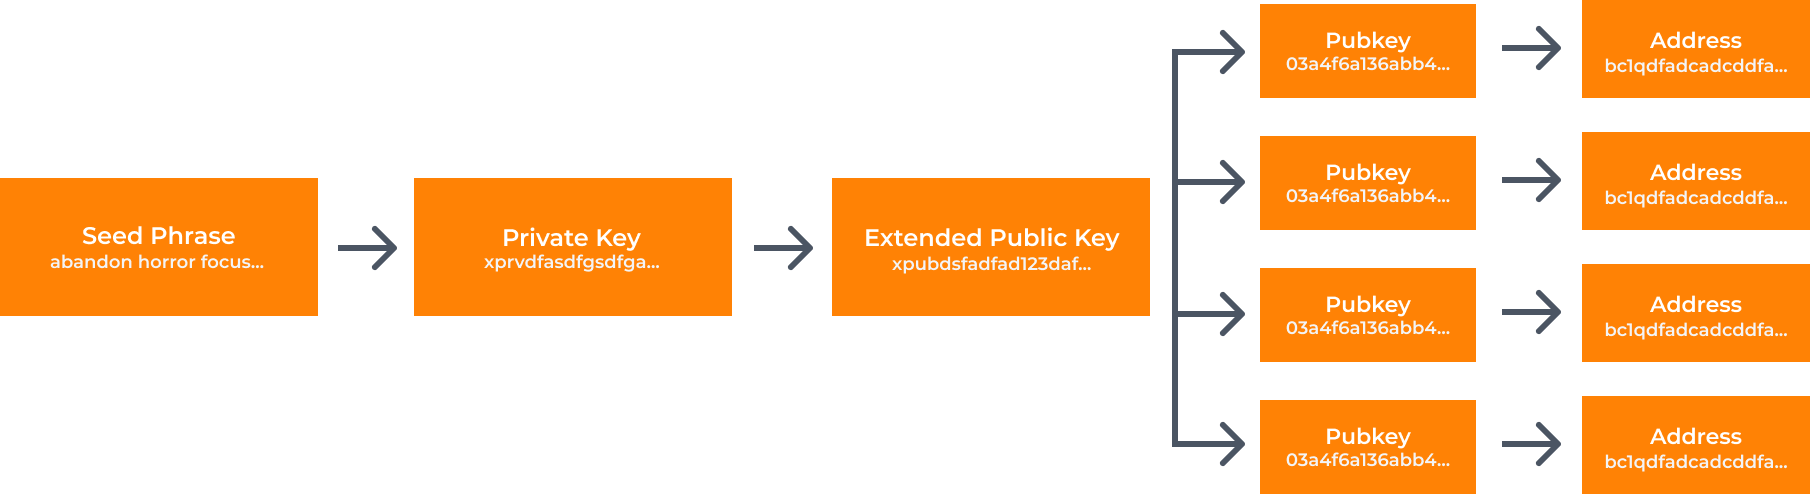 Seed Phrase
abandon horror focus...
Private Key
xprvdfasdfgsdfga...
Extended Public Key
xpubdsfadfad123daf...
Pubkey
03a4f6a136abb4...
Address
bc1qdfadcadcddfa...
Pubkey
03a4f6a136abb4...
Address
bc1qdfadcadcddfa...
Pubkey
03a4f6a136abb4...
Address
bc1qdfadcadcddfa...
Pubkey
03a4f6a136abb4...
Address
bc1qdfadcadcddfa...